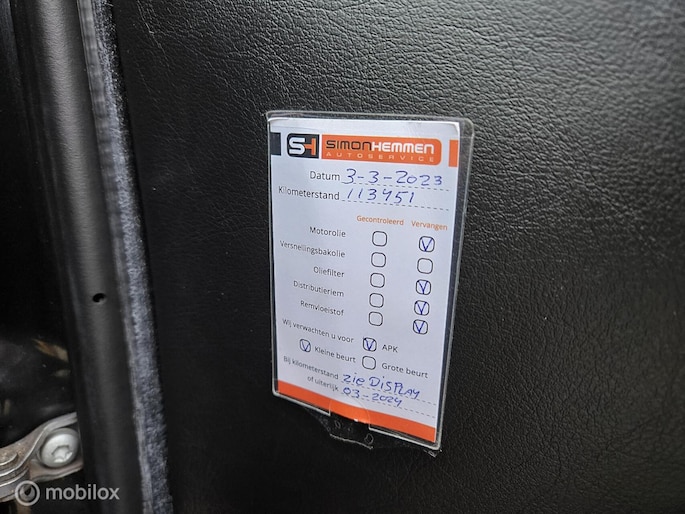 SH SIMONHEMMEN
AUTOSERVICE
Datum 3-3-2023
Kilometerstand 113451
Gecontroleerd Vervangen
Motorolie
Versnellingsbakolie
Oliefilter
Distributieriem
Remvloeistof
Wij verwachten u voor APK
Kleine beurt Grote beurt
Bij kilometerstand zie DISPLAY
of uiterlijk 03-2024
mobilox